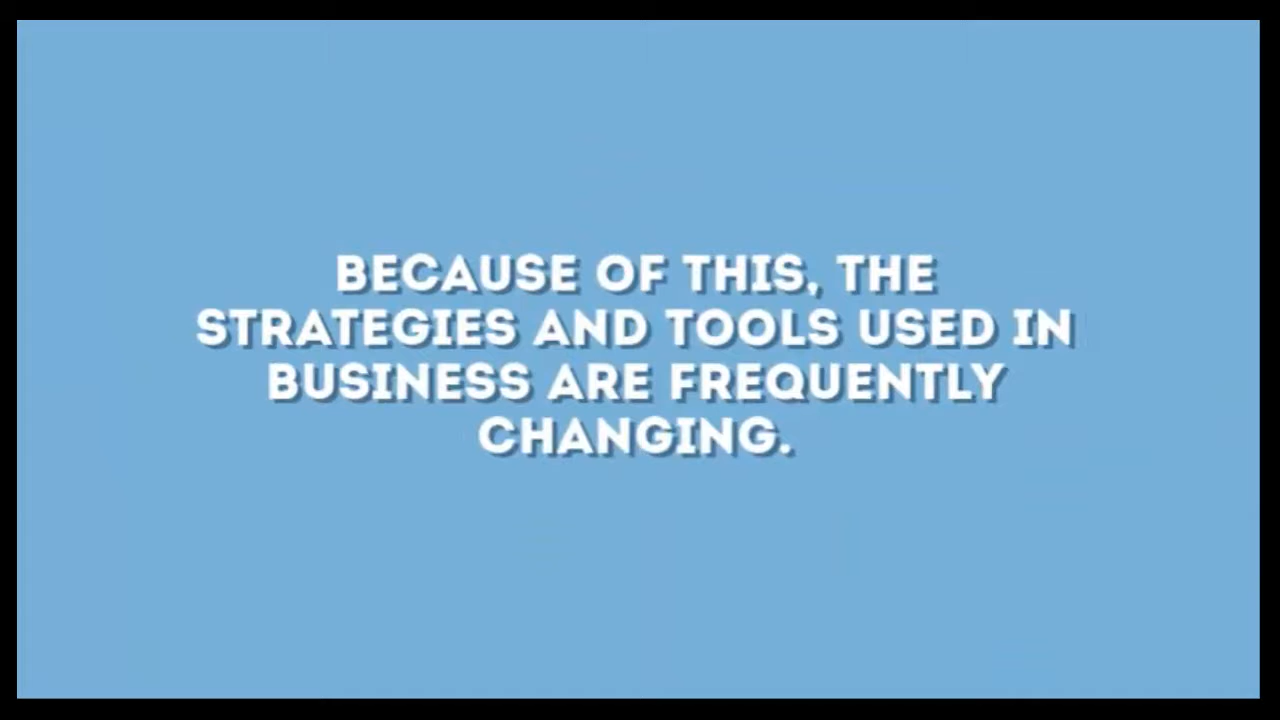 BECAUSE OF THIS, THE
STRATEGIES AND TOOLS USED IN
BUSINESS ARE FREQUENTLY
CHANGING.